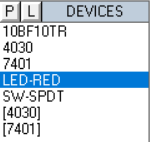 P L DEVICES
10BF10TR
4030
7401
LED-RED
SW-SPDT
[4030]
[7401]